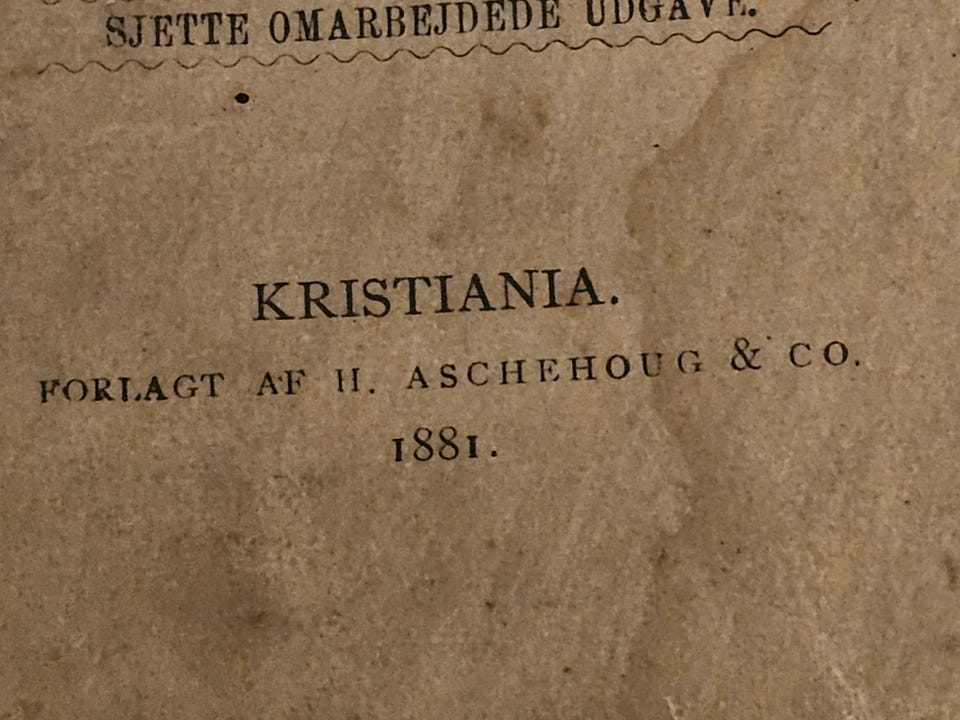 SJETTE OMARBEJDEDE UDGAVE.
KRISTIANIA.
FORLAGT AF H. ASCHEHOUG & CO.
1881.